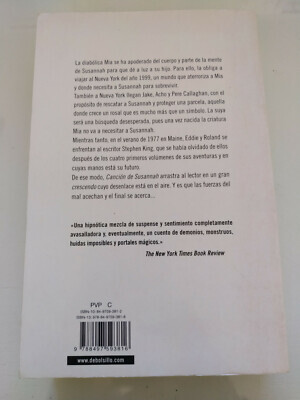 La diabólica Mia se ha apoderado del cuerpo y parte de la mente
de Susannah para que dé a luz a su hijo. Para ello, la obliga a
viajar al Nueva York del año 1999, un mundo que aterroriza a Mia
y donde necesita a Susannah para sobrevivir.
También a Nueva York llegan Jake, Acho y Pere Callaghan, con el
propósito de rescatar a Susannah y proteger una parcela, aquella
donde crece un rosal que es mucho más que un símbolo. La suya
será una búsqueda desesperada, pues una vez nacida la criatura
Mia no va a necesitar a Susannah.
Mientras tanto, en el verano de 1977 en Maine, Eddie y Roland se
enfrentan al escritor Stephen King, que se había olvidado de ellos
después de los cuatro primeros volúmenes de sus aventuras y en
cuyas manos está su futuro.
De ese modo, Canción de Susannah arrastra al lector en un gran
crescendo cuyo desenlace está en el aire. Y es que las fuerzas del
mal acechan y el final se acerca...
«Una hipnótica mezcla de suspense y sentimiento completamente
avasalladora y, eventualmente, un cuento de demonios, monstruos,
huidas imposibles y portales mágicos.»
The New York Times Book Review
PVP C
www.debolsillo.com